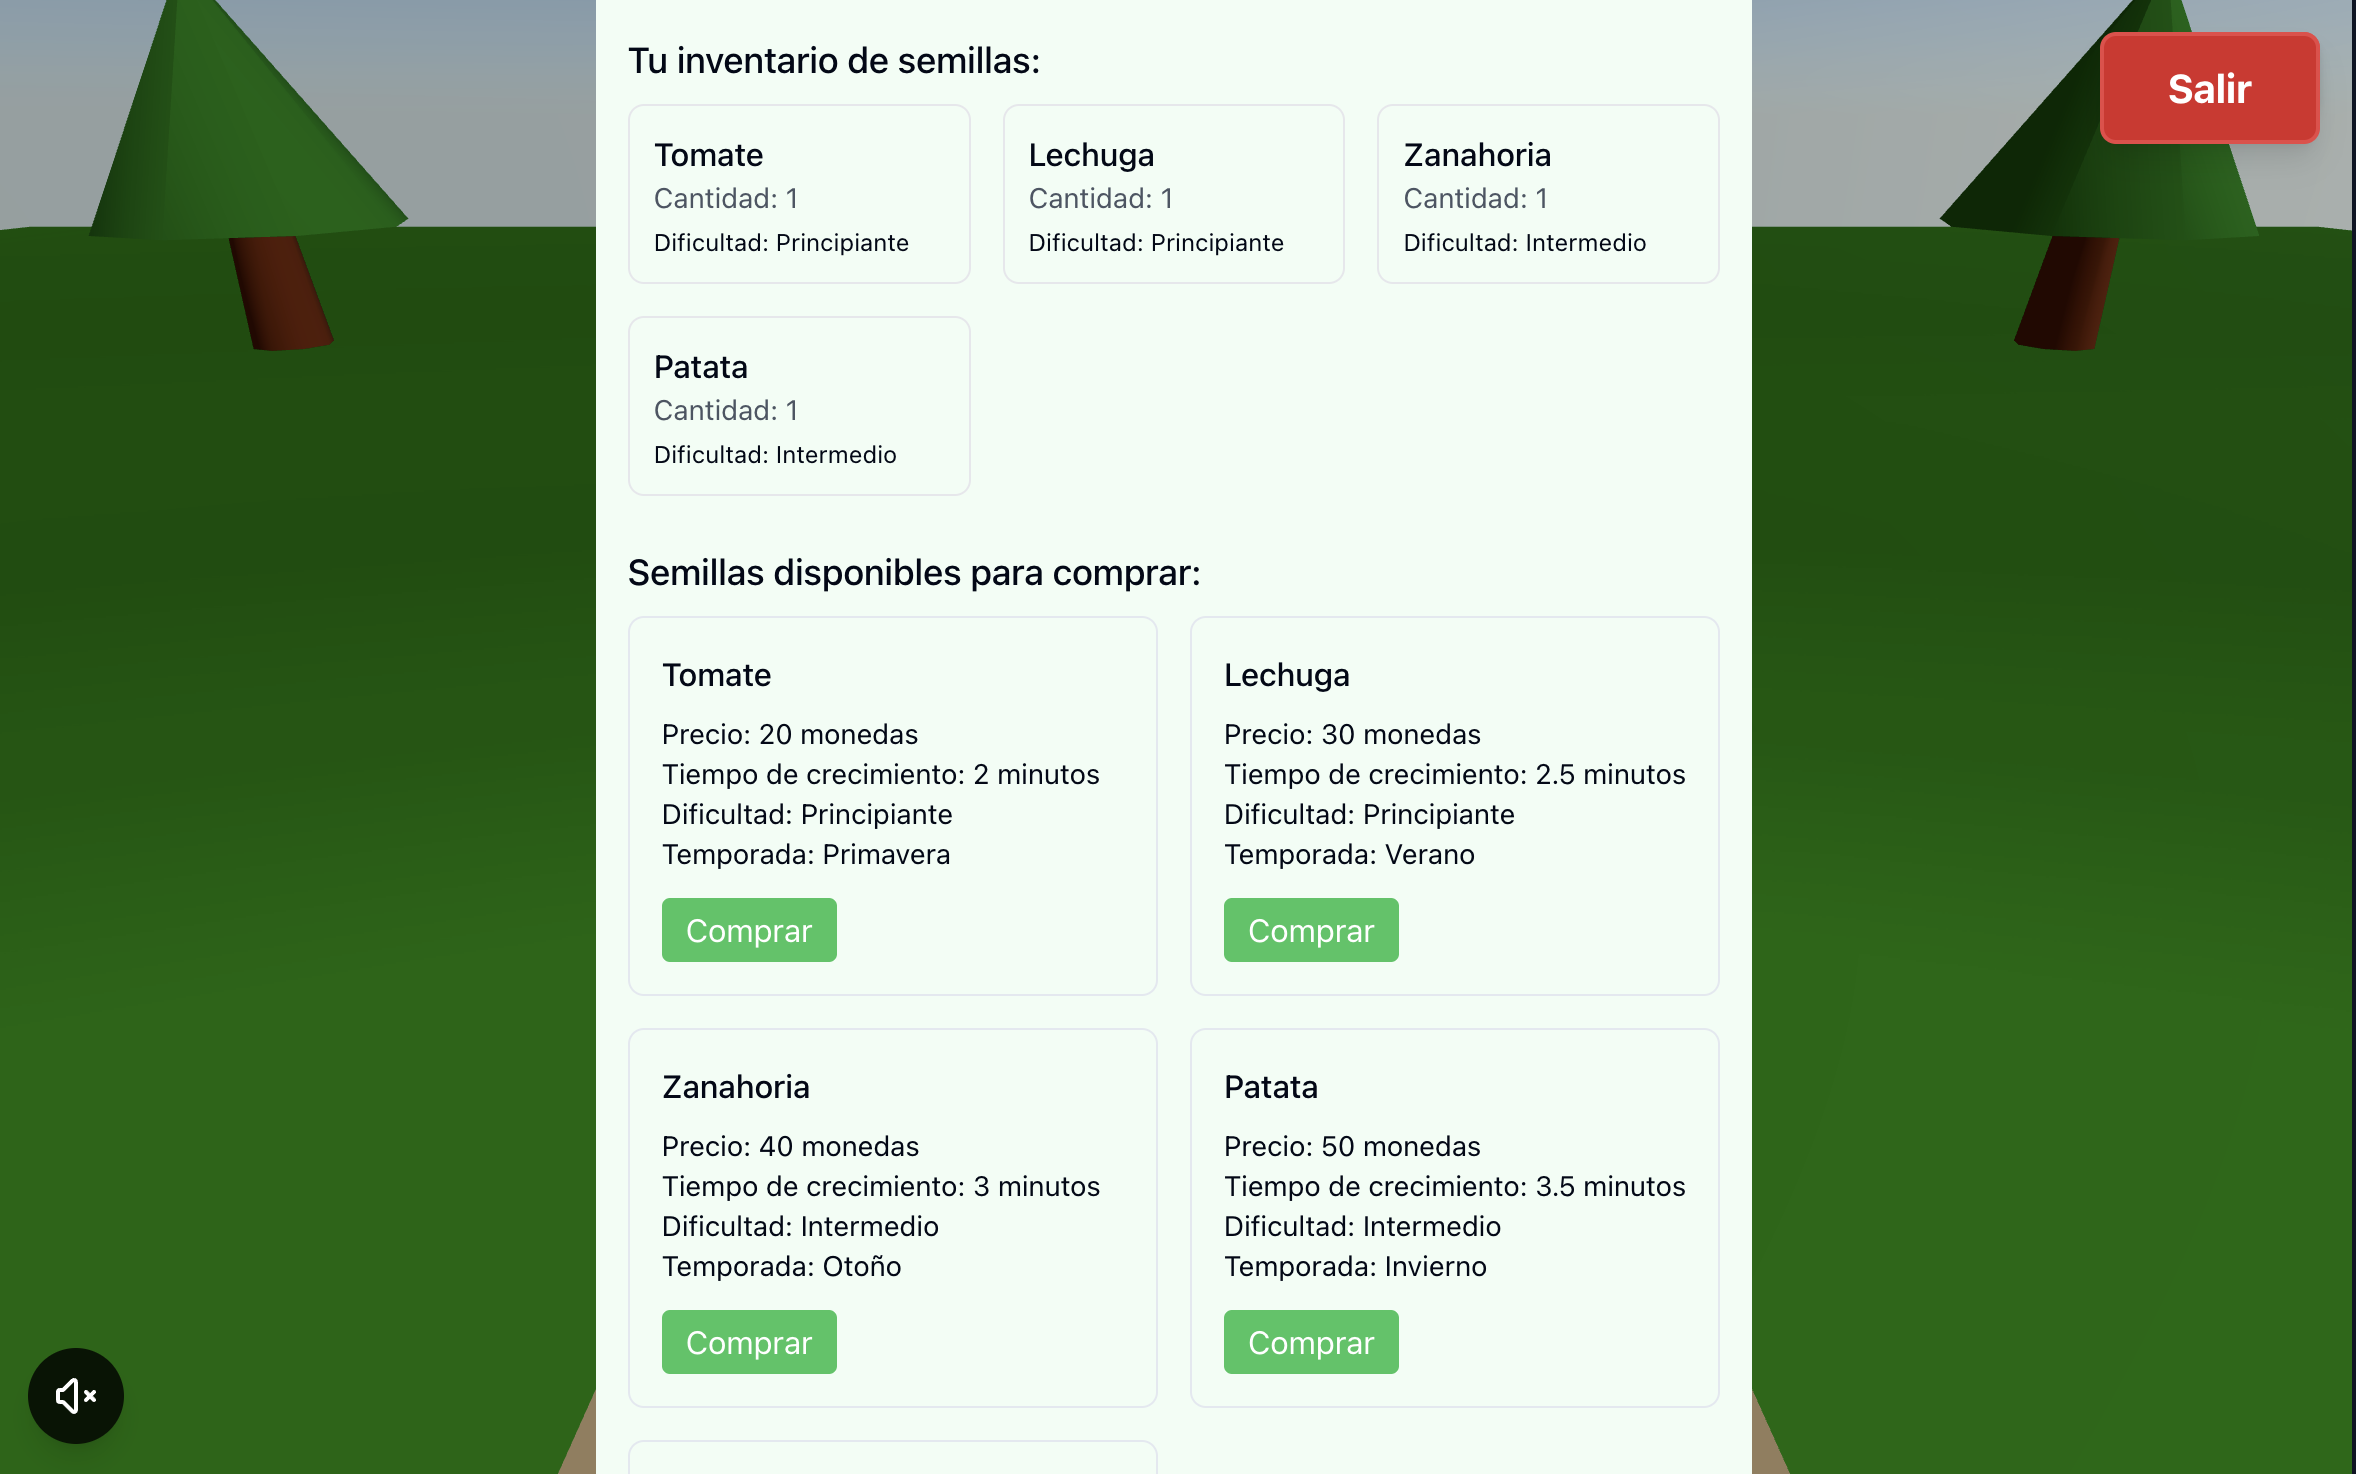 Tu inventario de semillas:
Salir
Tomate
Cantidad: 1
Dificultad: Principiante
Lechuga
Cantidad: 1
Dificultad: Principiante
Zanahoria
Cantidad: 1
Dificultad: Intermedio
Patata
Cantidad: 1
Dificultad: Intermedio
Semillas disponibles para comprar:
Tomate
Precio: 20 monedas
Tiempo de crecimiento: 2 minutos
Dificultad: Principiante
Temporada: Primavera
Comprar
Lechuga
Precio: 30 monedas
Tiempo de crecimiento: 2.5 minutos
Dificultad: Principiante
Temporada: Verano
Comprar
Zanahoria
Precio: 40 monedas
Tiempo de crecimiento: 3 minutos
Dificultad: Intermedio
Temporada: Otoño
Comprar
Patata
Precio: 50 monedas
Tiempo de crecimiento: 3.5 minutos
Dificultad: Intermedio
Temporada: Invierno
Comprar